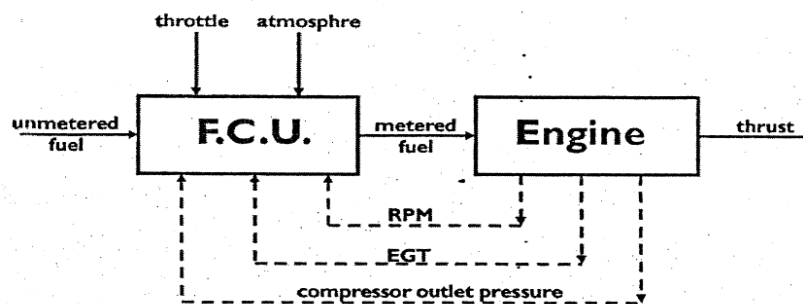 throttle atmosphre
unmetered
fuel
F.C.U.
metered
fuel
Engine
thrust
RPM
EGT
compressor outlet pressure